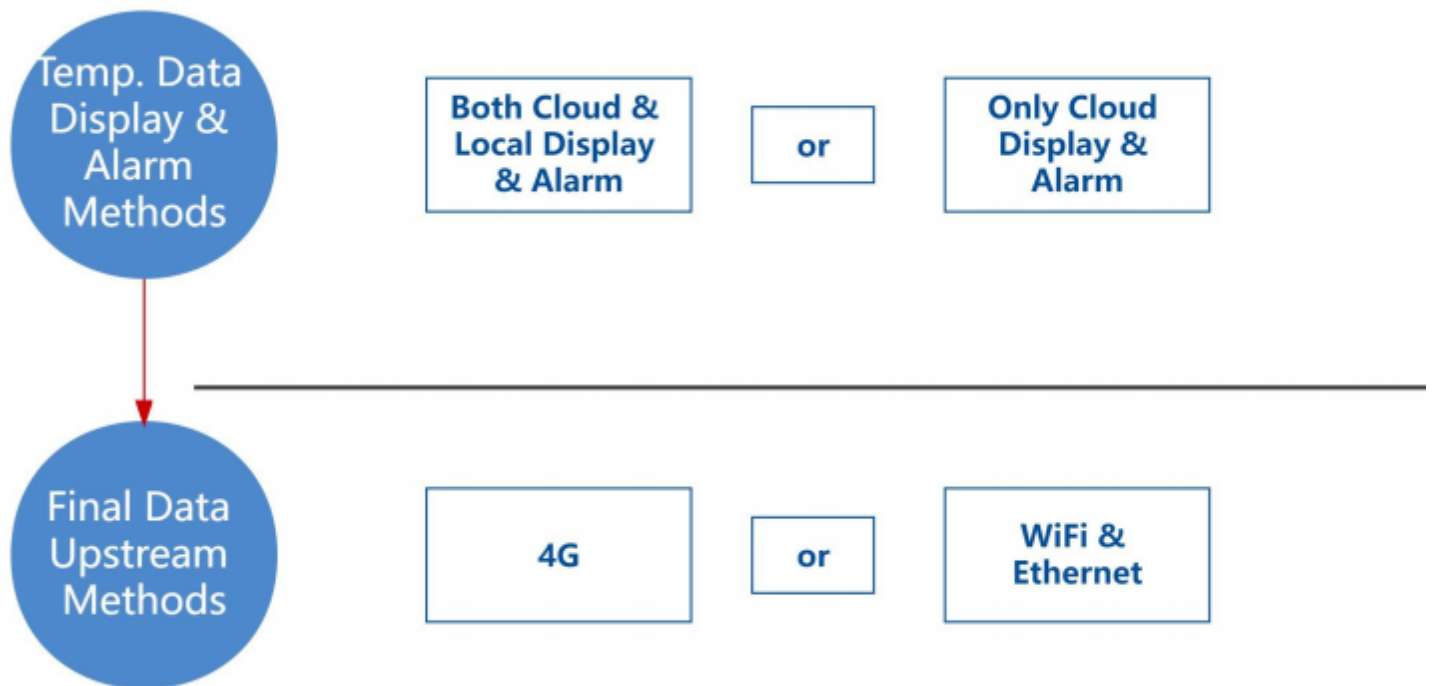 Temp. Data
Display &
Alarm
Methods
Both Cloud &
Local Display
& Alarm
or
Only Cloud
Display &
Alarm
Final Data
Upstream
Methods
4G
or
WiFi &
Ethernet